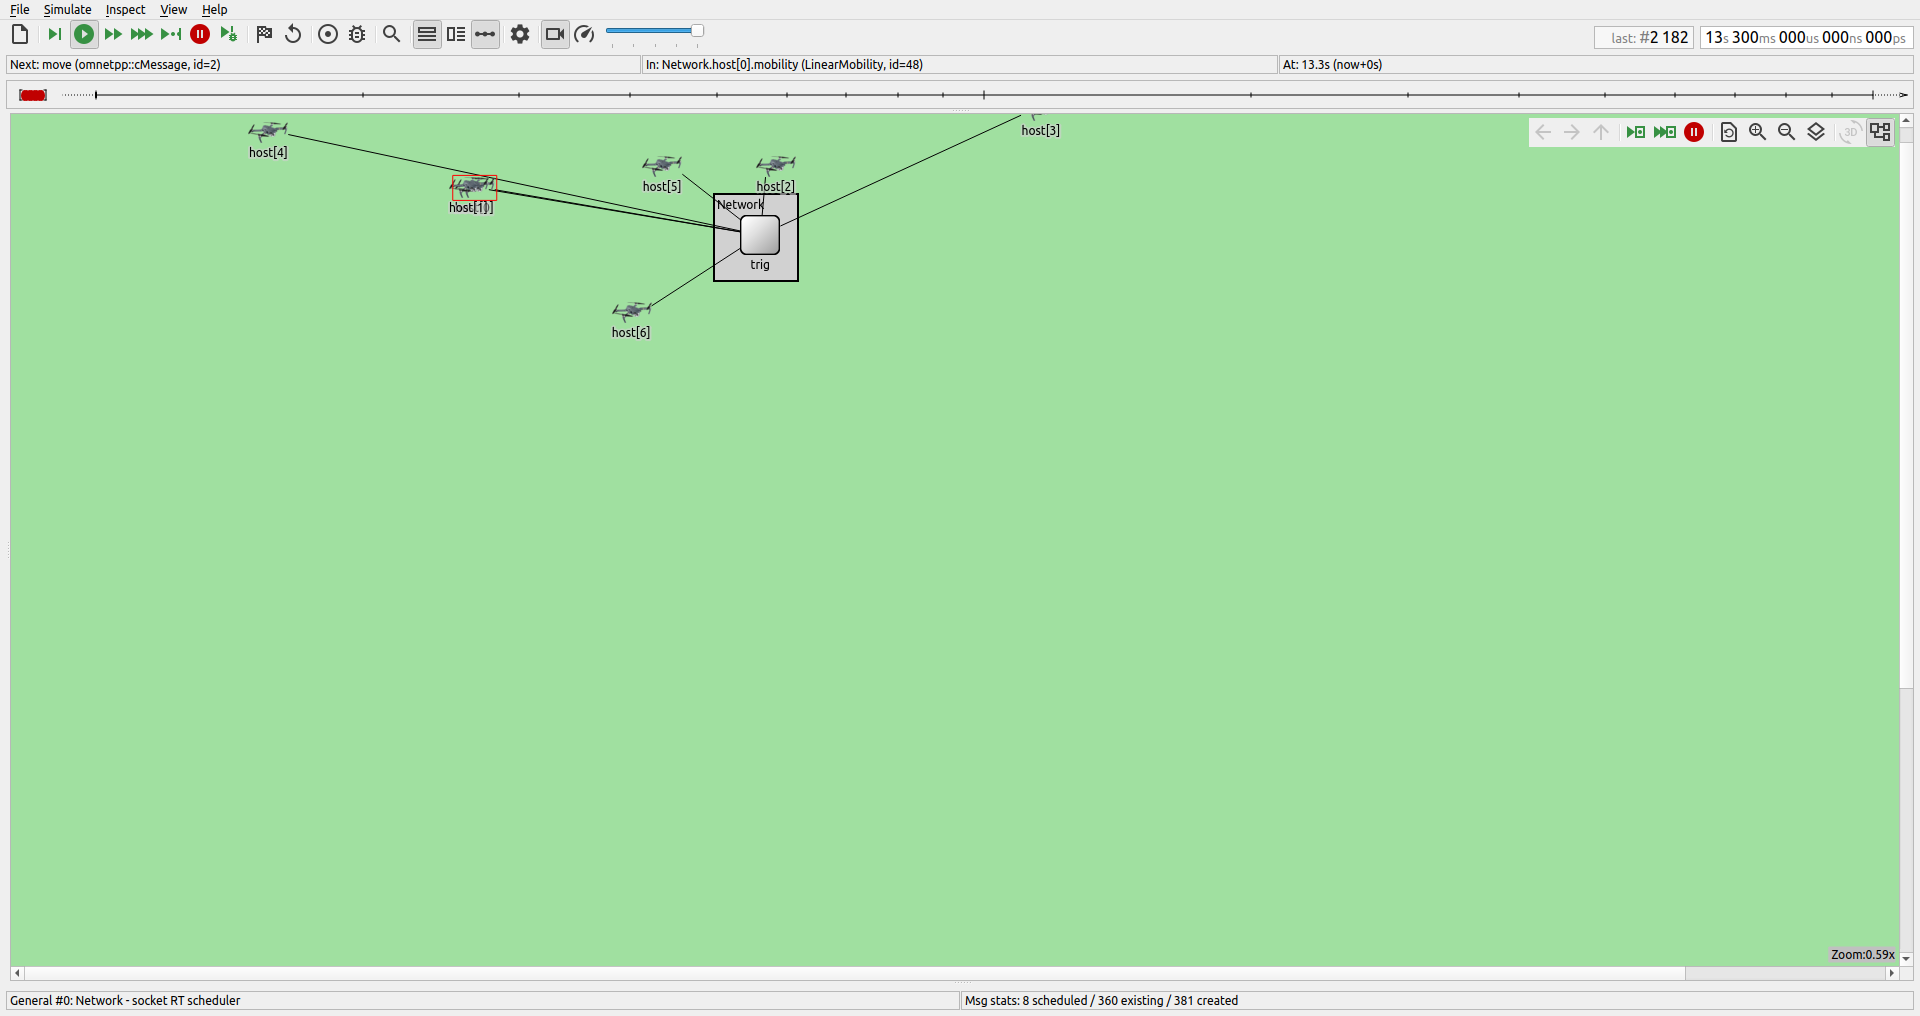 File Simulate Inspect View Help
last: #2 182
13s 300ms 000us 000ns 000ps
Next: move (omnetpp::cMessage, id=2)
In: Network.host[0].mobility (LinearMobility, id=48)
At: 13.3s (now+0s)
host[3]
3D
host[4]
host[5]
host[2]
host[1]
Network
trig
host[6]
Zoom:0.59x
General #0: Network - socket RT scheduler
Msg stats: 8 scheduled / 360 existing / 381 created